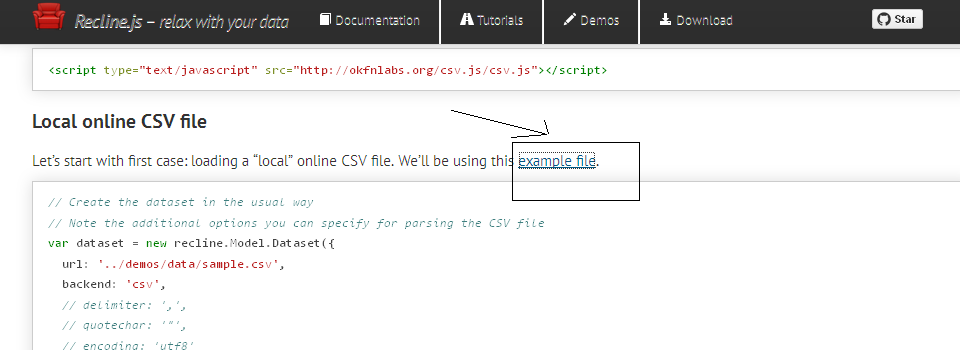 Recline.js – relax with your data
Documentation
Tutorials
Demos
Download
Star
<script type="text/javascript" src="http://okfnlabs.org/csv.js/csv.js"></script>
Local online CSV file
Let’s start with first case: loading a “local” online CSV file. We’ll be using this example file.
// Create the dataset in the usual way
// Note the additional options you can specify for parsing the CSV file
var dataset = new recline.Model.Dataset({
url: '../demos/data/sample.csv',
backend: 'csv',
// delimiter: ',',
// quotechar: '"',
// encoding: 'utf8'